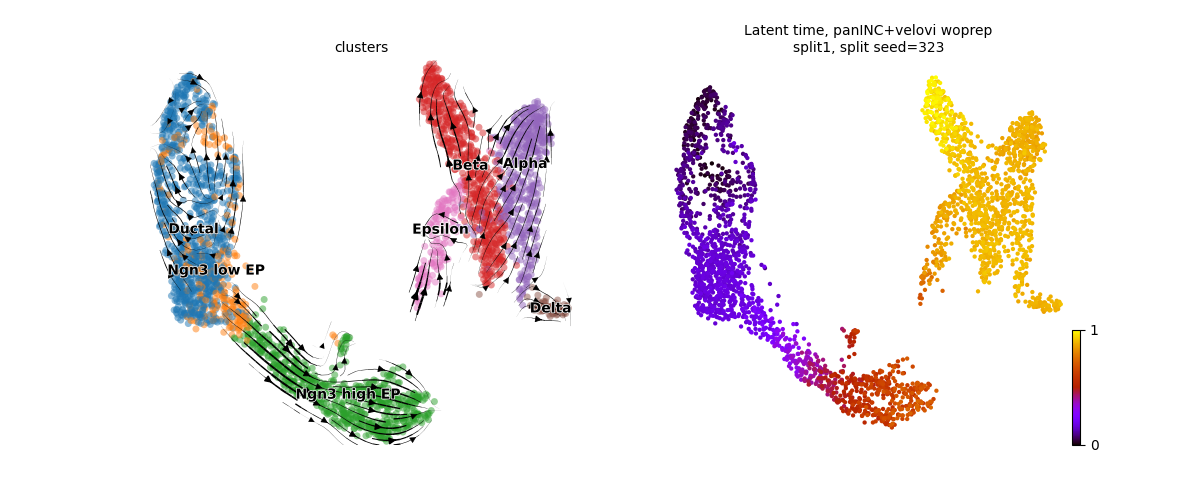 clusters
Beta
Alpha
Ductal
Epsilon
Ngn3 low EP
Delta
Ngn3 high EP
Latent time, panINC+velovi woprep
split1, split seed=323
1
0